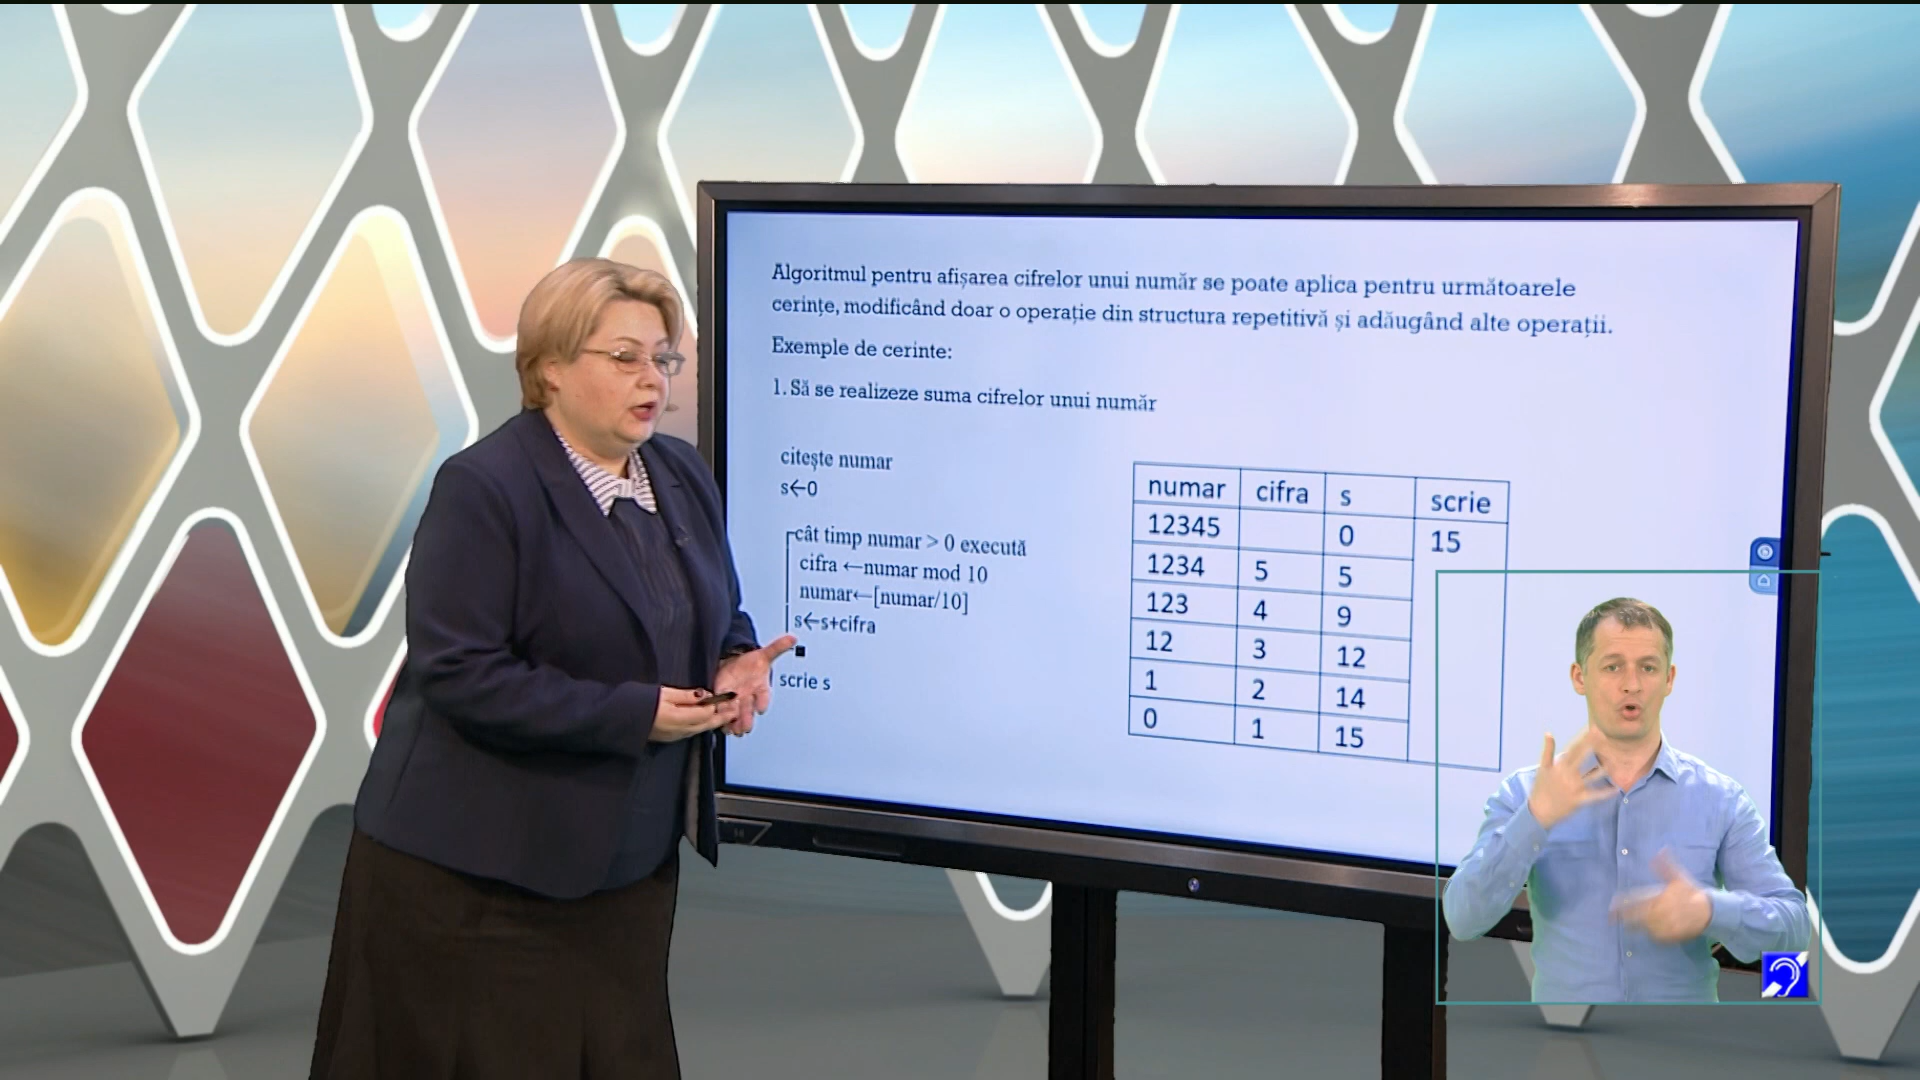 Algoritmul pentru afișarea cifrelor unui număr se poate aplica pentru următoarele
cerințe, modificând doar o operație din structura repetitivă și adăugând alte operații.
Exemple de cerinte:
1. Să se realizeze suma cifrelor unui număr
citește numar
s←0
cât timp numar > 0 execută
cifra ←numar mod 10
numar←[numar/10]
s←s+cifra
scrie s
numar cifra s scrie
12345 0 15
1234 5 5
123 4 9
12 3 12
1 2 14
0 1 15